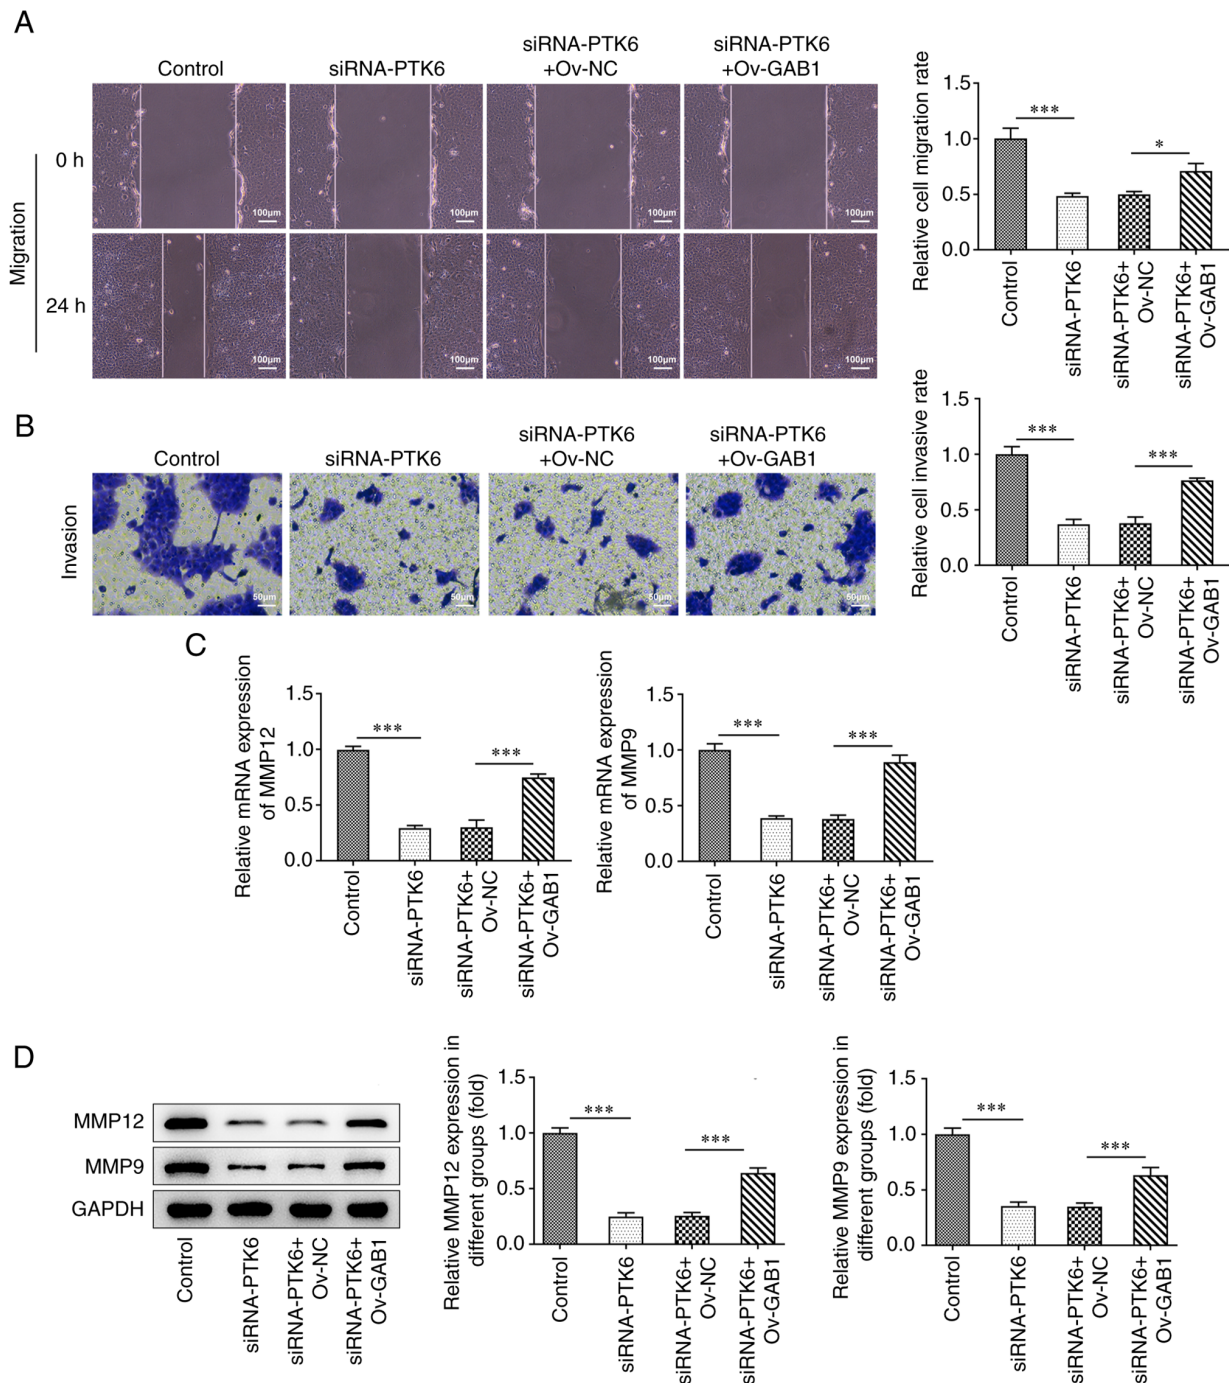 A
Control
siRNA-PTK6
siRNA-PTK6
+Ov-NC
siRNA-PTK6
+Ov-GAB1
Migration
0 h
100μm
100μm
100μm
100μm
24 h
100μm
100μm
100μm
100μm
Relative cell migration rate
1.5
1.0
0.5
0.0
***
*
Control
siRNA-PTK6
siRNA-PTK6+
Ov-NC
siRNA-PTK6+
Ov-GAB1
B
Control
siRNA-PTK6
siRNA-PTK6
+Ov-NC
siRNA-PTK6
+Ov-GAB1
Invasion
50μm
50μm
50μm
50μm
Relative cell invasive rate
1.5
1.0
0.5
0.0
***
***
Control
siRNA-PTK6
siRNA-PTK6+
Ov-NC
siRNA-PTK6+
Ov-GAB1
C
Relative mRNA expression
of MMP12
1.5
1.0
0.5
0.0
***
***
Control
siRNA-PTK6
siRNA-PTK6+
Ov-NC
siRNA-PTK6+
Ov-GAB1
Relative mRNA expression
of MMP9
1.5
1.0
0.5
0.0
***
***
Control
siRNA-PTK6
siRNA-PTK6+
Ov-NC
siRNA-PTK6+
Ov-GAB1
D
MMP12
MMP9
GAPDH
Control
siRNA-PTK6
siRNA-PTK6+
Ov-NC
siRNA-PTK6+
Ov-GAB1
Relative MMP12 expression in
different groups (fold)
1.5
1.0
0.5
0.0
***
***
Control
siRNA-PTK6
siRNA-PTK6+
Ov-NC
siRNA-PTK6+
Ov-GAB1
Relative MMP9 expression in
different groups (fold)
1.5
1.0
0.5
0.0
***
***
Control
siRNA-PTK6
siRNA-PTK6+
Ov-NC
siRNA-PTK6+
Ov-GAB1